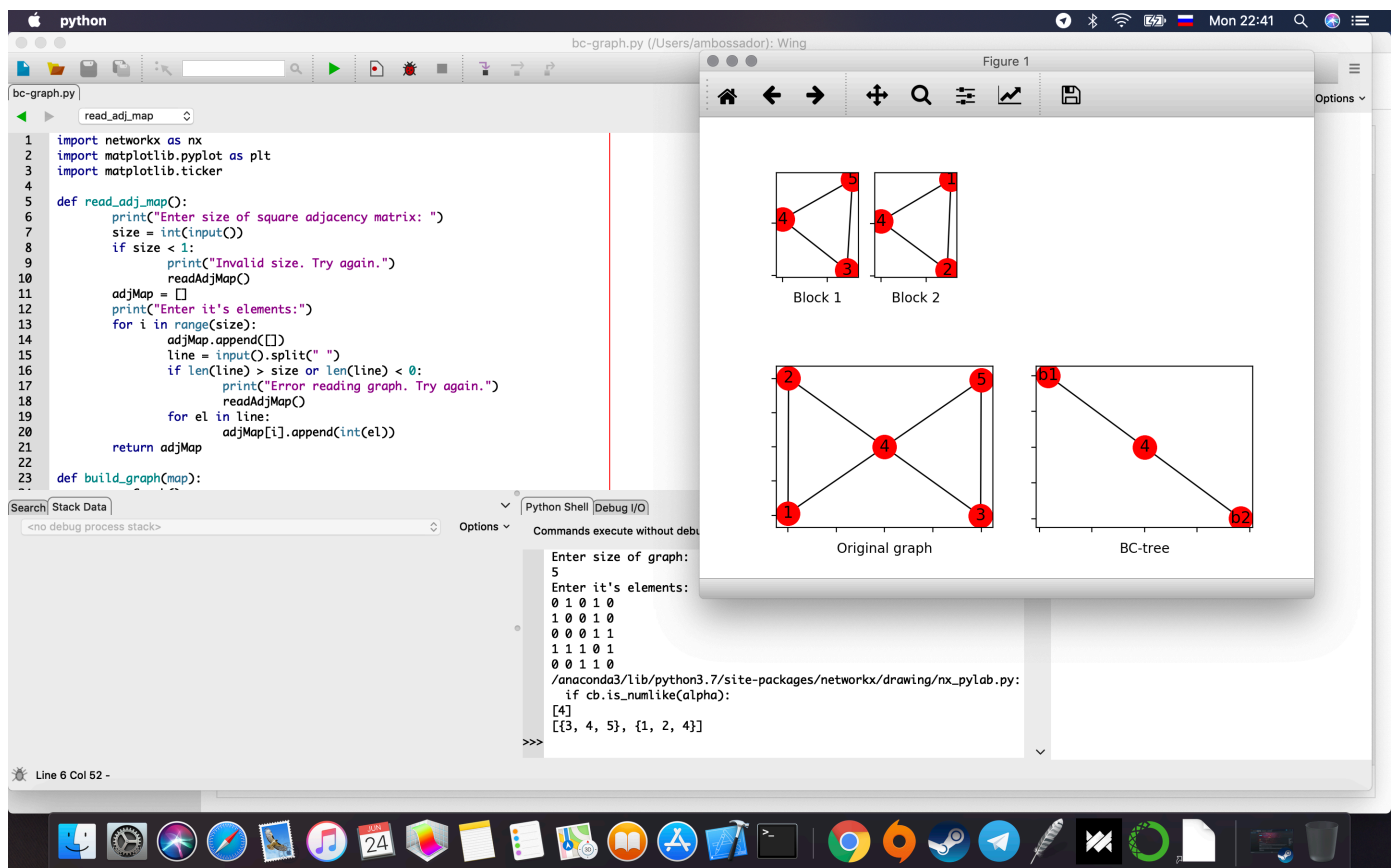 python
Mon 22:41
bc-graph.py (/Users/ambossador): Wing
bc-graph.py
Options
read_adj_map
1 import networkx as nx
2 import matplotlib.pyplot as plt
3 import matplotlib.ticker
4
5 def read_adj_map():
6 print("Enter size of square adjacency matrix: ")
7 size = int(input())
8 if size < 1:
9 print("Invalid size. Try again.")
10 readAdjMap()
11 adjMap = []
12 print("Enter it's elements:")
13 for i in range(size):
14 adjMap.append([])
15 line = input().split(" ")
16 if len(line) > size or len(line) < 0:
17 print("Error reading graph. Try again.")
18 readAdjMap()
19 for el in line:
20 adjMap[i].append(int(el))
21 return adjMap
22
23 def build_graph(map):
Figure 1
5
4
3
Block 1
1
4
2
Block 2
2
5
4
1
3
Original graph
b1
4
b2
BC-tree
Search
Stack Data
<no debug process stack>
Options
Python Shell
Debug I/O
Commands execute without debu
Enter size of graph:
5
Enter it's elements:
0 1 0 1 0
1 0 0 1 0
0 0 0 1 1
1 1 1 0 1
0 0 1 1 0
/anaconda3/lib/python3.7/site-packages/networkx/drawing/nx_pylab.py:
if cb.is_numlike(alpha):
[4]
[{3, 4, 5}, {1, 2, 4}]
>>>
Line 6 Col 52 -
JUN
24